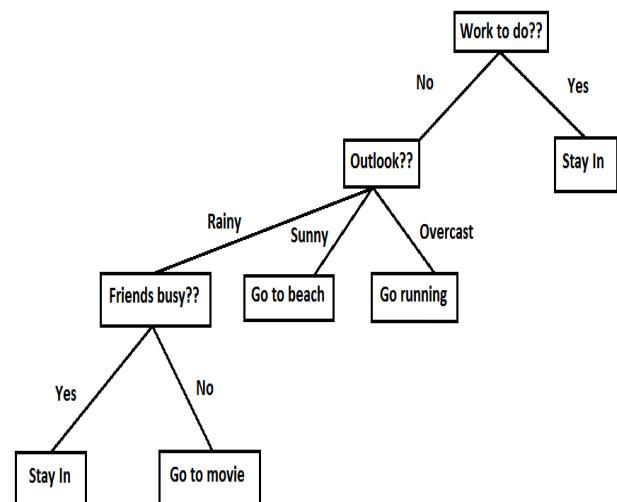 Work to do??
No
Yes
Outlook??
Stay In
Rainy
Sunny
Overcast
Friends busy??
Go to beach
Go running
Yes
No
Stay In
Go to movie